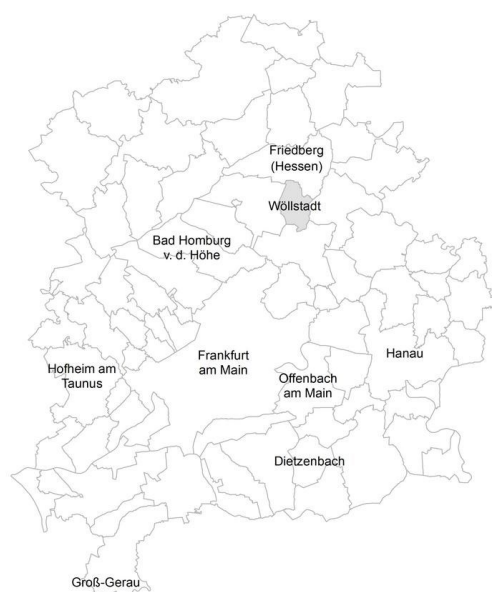 Friedberg
(Hessen)
Wöllstadt
Bad Homburg
v. d. Höhe
Frankfurt
am Main
Hanau
Hofheim am
Taunus
Offenbach
am Main
Dietzenbach
Groß-Gerau